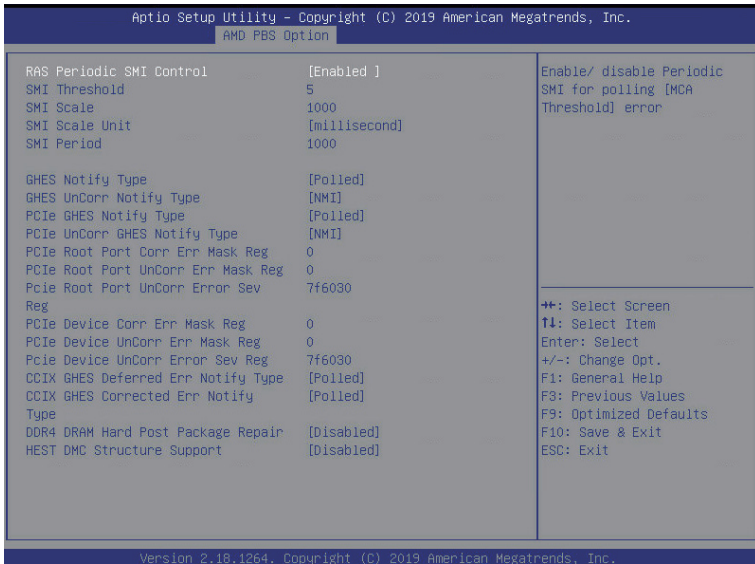 Aptio Setup Utility – Copyright (C) 2019 American Megatrends, Inc.
AMD PBS Option
RAS Periodic SMI Control [Enabled ]
SMI Threshold 5
SMI Scale 1000
SMI Scale Unit [millisecond]
SMI Period 1000
GHES Notify Type [Polled]
GHES UnCorr Notify Type [NMI]
PCIe GHES Notify Type [Polled]
PCIe UnCorr GHES Notify Type [NMI]
PCIe Root Port Corr Err Mask Reg 0
PCIe Root Port UnCorr Err Mask Reg 0
Pcie Root Port UnCorr Error Sev 7f6030
Reg
PCIe Device Corr Err Mask Reg 0
PCIe Device UnCorr Err Mask Reg 0
Pcie Device UnCorr Error Sev Reg 7f6030
CCIX GHES Deferred Err Notify Type [Polled]
CCIX GHES Corrected Err Notify [Polled]
Type
DDR4 DRAM Hard Post Package Repair [Disabled]
HEST DMC Structure Support [Disabled]
Enable/ disable Periodic
SMI for polling [MCA
Threshold] error
→←: Select Screen
↑↓: Select Item
Enter: Select
+/-: Change Opt.
F1: General Help
F3: Previous Values
F9: Optimized Defaults
F10: Save & Exit
ESC: Exit
Version 2.18.1264. Copyright (C) 2019 American Megatrends, Inc.